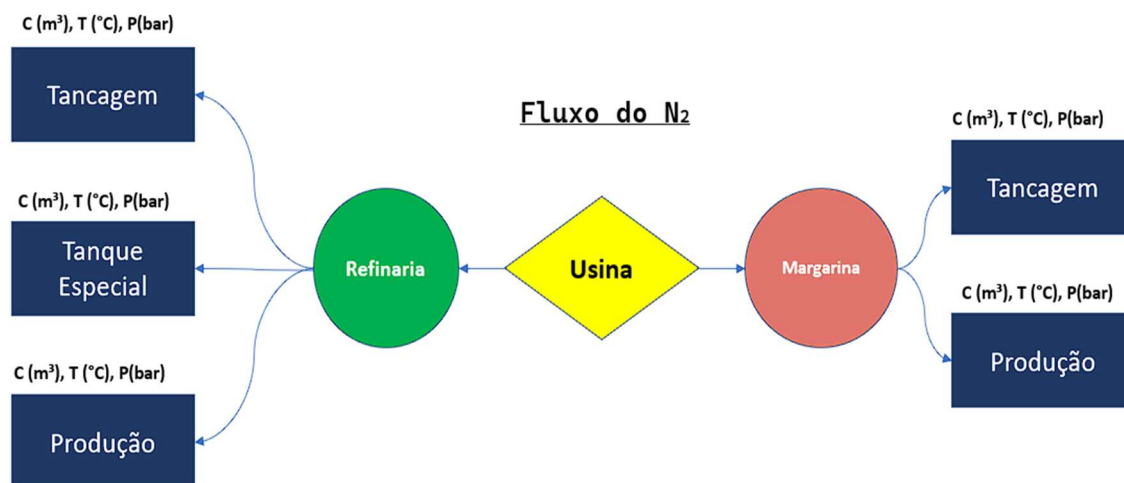 C (m³), T (°C), P(bar)
Tancagem
C (m³), T (°C), P(bar)
Tanque
Especial
C (m³), T (°C), P(bar)
Produção
Fluxo do N₂
Refinaria
Usina
Margarina
C (m³), T (°C), P(bar)
Tancagem
C (m³), T (°C), P(bar)
Produção